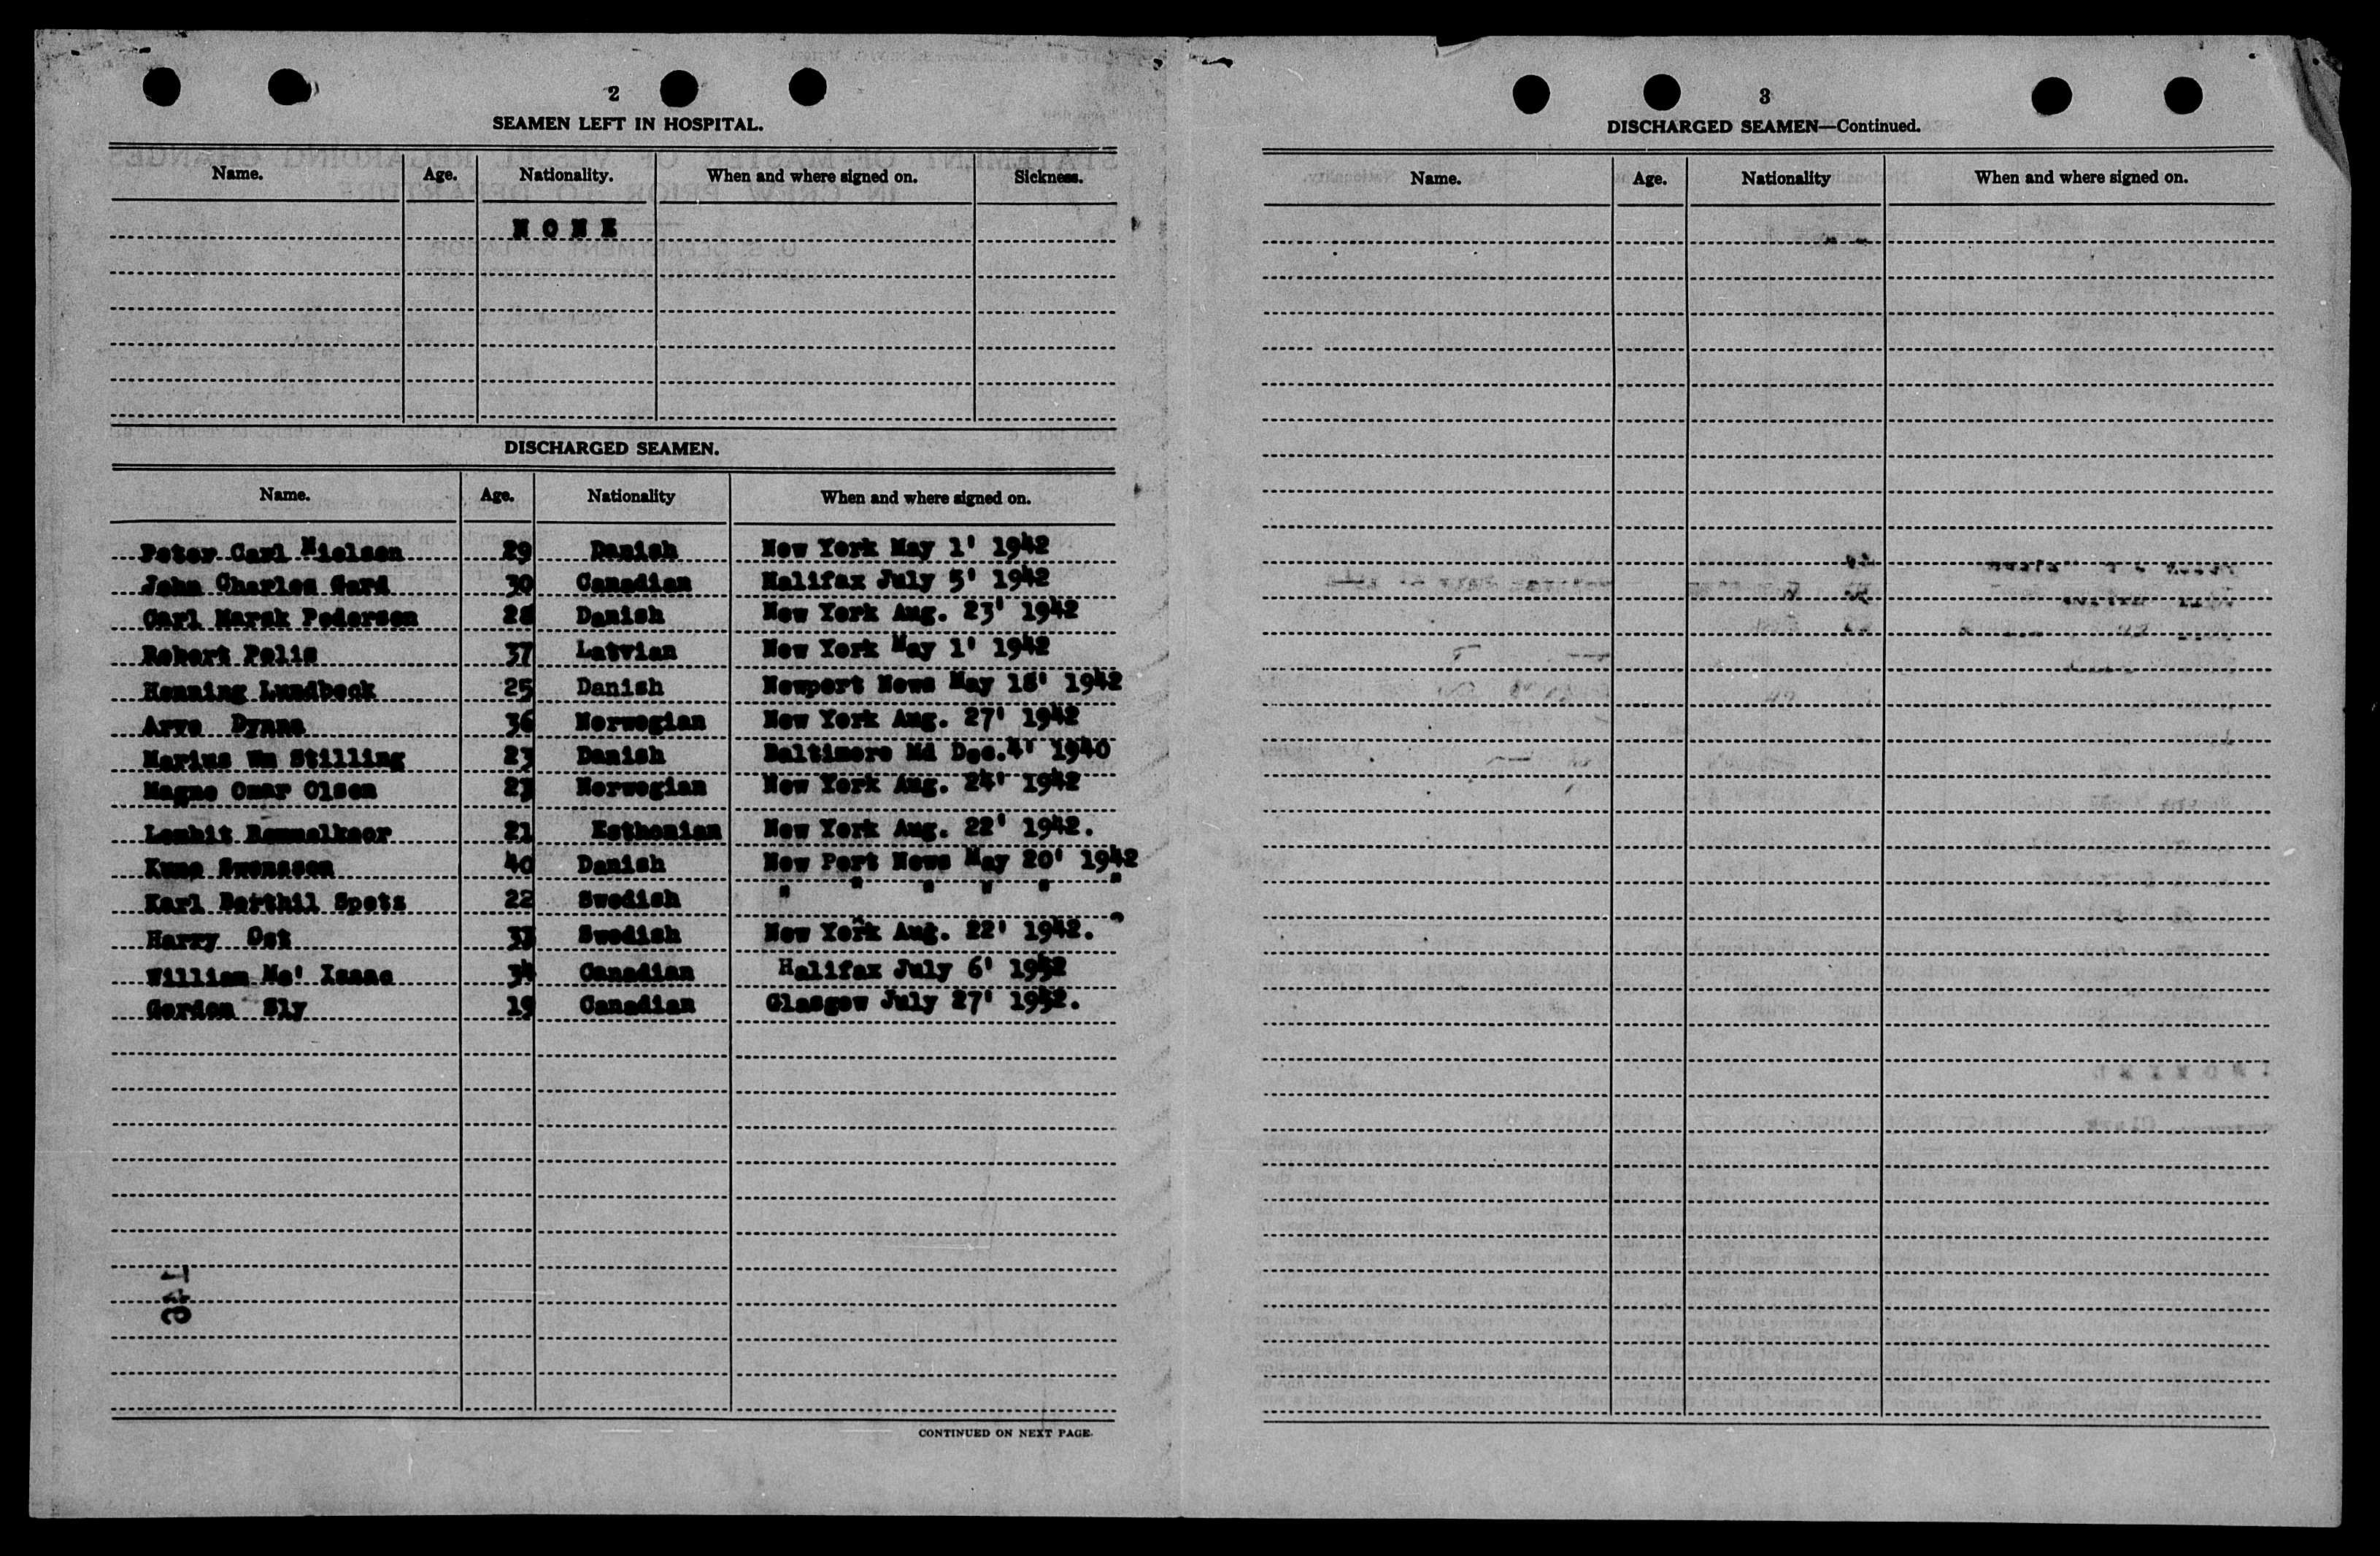 2
SEAMEN LEFT IN HOSPITAL.
Name. Age. Nationality. When and where signed on. Sickness.
NONE
DISCHARGED SEAMEN.
Name. Age. Nationality When and where signed on.
Peter Carl Nielsen 29 Danish New York May 1' 1942
John Charles Gard 30 Canadian Halifax July 5' 1942
Carl Marsk Pedersen 28 Danish New York Aug. 23' 1942
Robert Pelis 37 Latvian New York May 1' 1942
Henning Lundbeck 25 Danish Newport News May 18' 1942
Arve Dynna 36 Norwegian New York Aug. 27' 1942
Marius Wm Stilling 23 Danish Baltimore Md Dec.4' 1940
Magne Omar Olsen 23 Norwegian New York Aug. 24' 1942
Lembit 21 Esthonian New York Aug. 22' 1942.
Kuno Swensson 40 Danish New Port News May 20' 1942
Karl Barthil Spets 22 Swedish " " " " " "
Harry Ost 33 Swedish New York Aug. 22' 1942.
William Mc' Isaac 34 Canadian Halifax July 6' 1942
Gordon Sly 19 Canadian Glasgow July 27' 1942.
CONTINUED ON NEXT PAGE.
3
DISCHARGED SEAMEN—Continued.
Name. Age. Nationality When and where signed on.